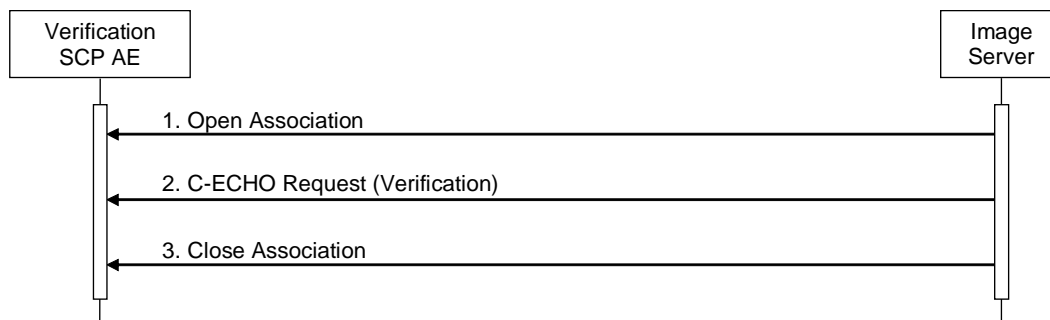 Verification
SCP AE
Image
Server
1. Open Association
2. C-ECHO Request (Verification)
3. Close Association